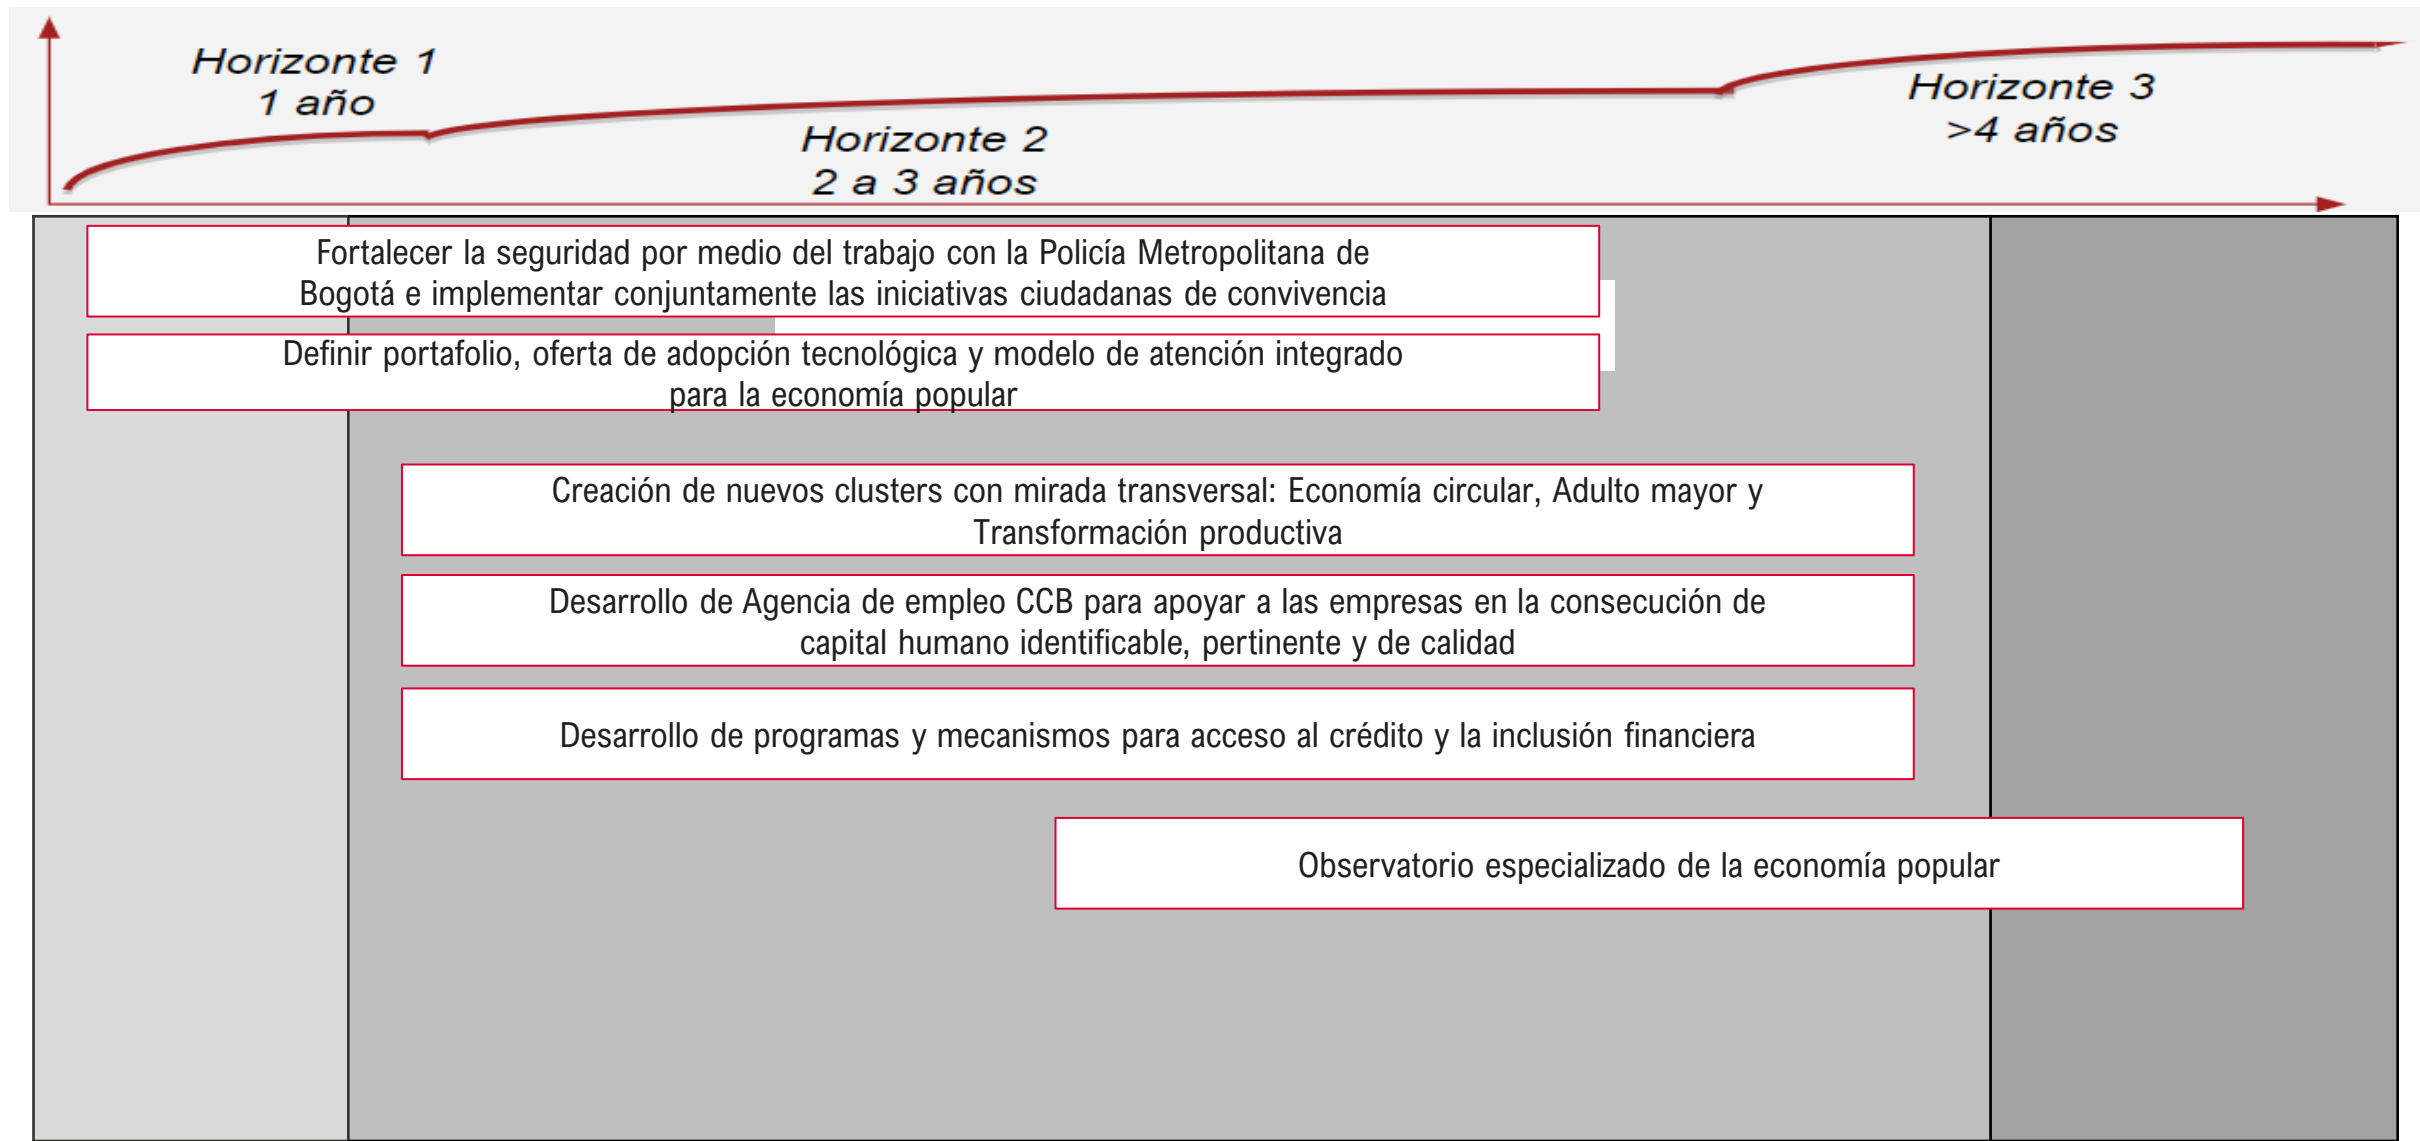 Horizonte 1
1 año
Horizonte 2
2 a 3 años
Horizonte 3
>4 años
Fortalecer la seguridad por medio del trabajo con la Policía Metropolitana de
Bogotá e implementar conjuntamente las iniciativas ciudadanas de convivencia
Definir portafolio, oferta de adopción tecnológica y modelo de atención integrado
para la economía popular
Creación de nuevos clusters con mirada transversal: Economía circular, Adulto mayor y
Transformación productiva
Desarrollo de Agencia de empleo CCB para apoyar a las empresas en la consecución de
capital humano identificable, pertinente y de calidad
Desarrollo de programas y mecanismos para acceso al crédito y la inclusión financiera
Observatorio especializado de la economía popular